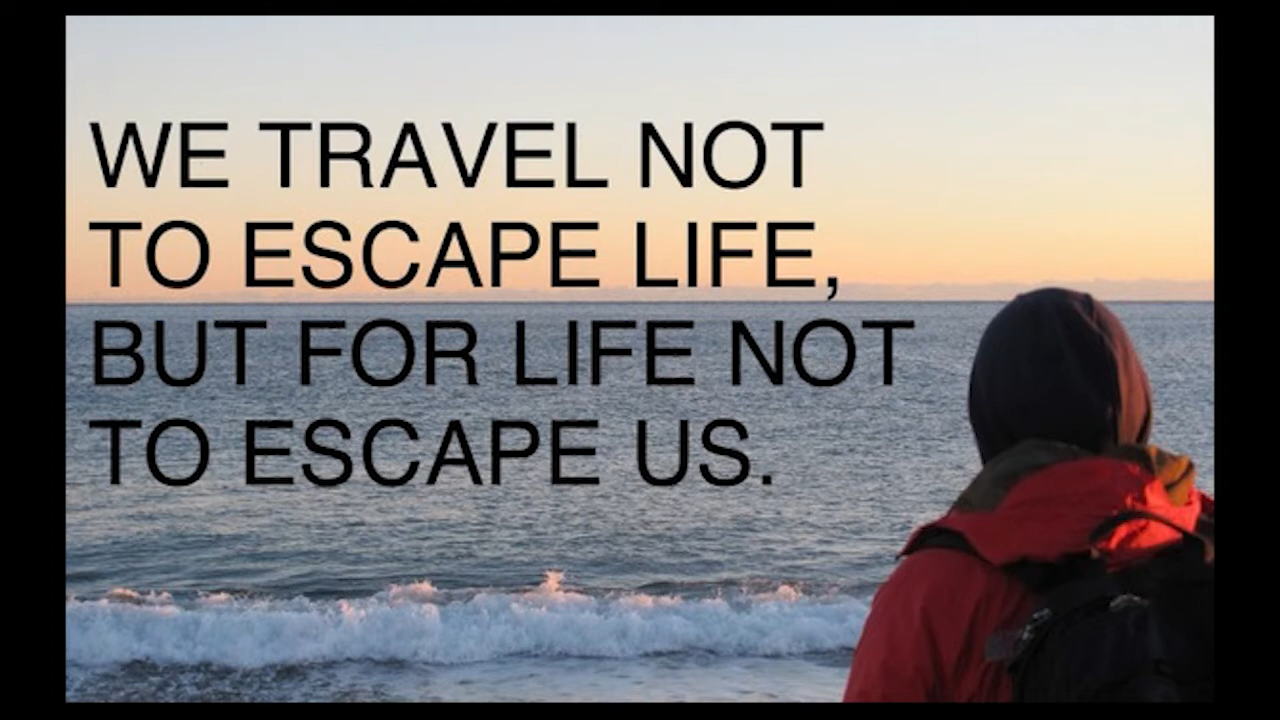 WE TRAVEL NOT
TO ESCAPE LIFE,
BUT FOR LIFE NOT
TO ESCAPE US.